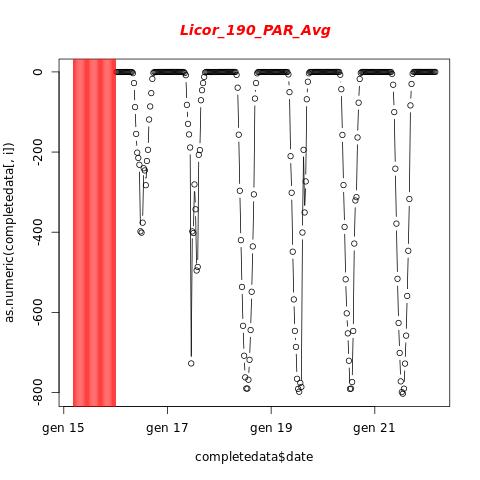 Licor_190_PAR_Avg
as.numeric(completedata[, i])
0
-200
-400
-600
-800
gen 15
gen 17
gen 19
gen 21
completedata$date